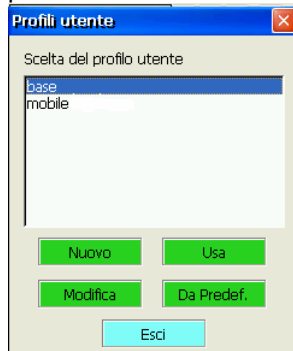 Profili utente
Scelta del profilo utente
base
mobile
Nuovo
Usa
Modifica
Da Predef.
Esci